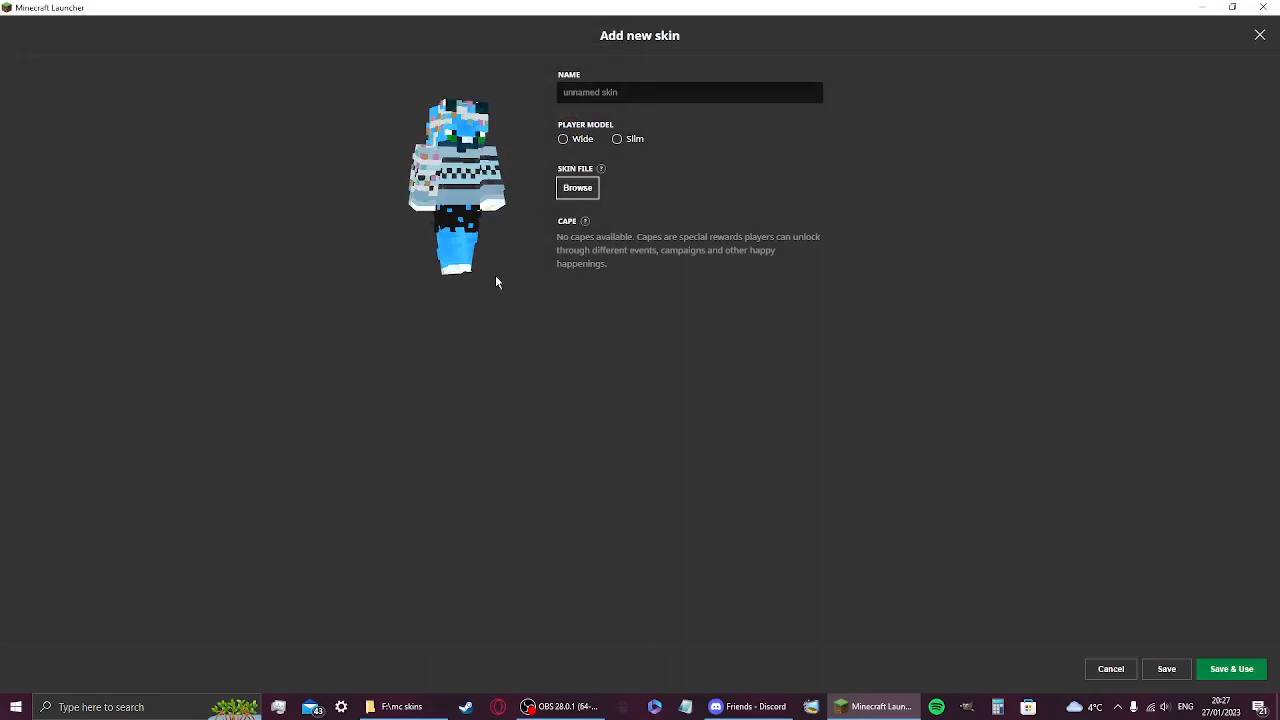 Minecraft Launcher
Add new skin
NAME
unnamed skin
PLAYER MODEL
Wide
Slim
SKIN FILE ?
Browse
CAPE ?
No capes available. Capes are special rewards players can unlock
through different events, campaigns and other happy
happenings.
Cancel
Save
Save & Use
Type here to search
43
F:\mc skins
OBS 28.0.1 (64-...
Friends - Discord
Minecraft Laun...
4°C
ENG
20:27
27/01/2023